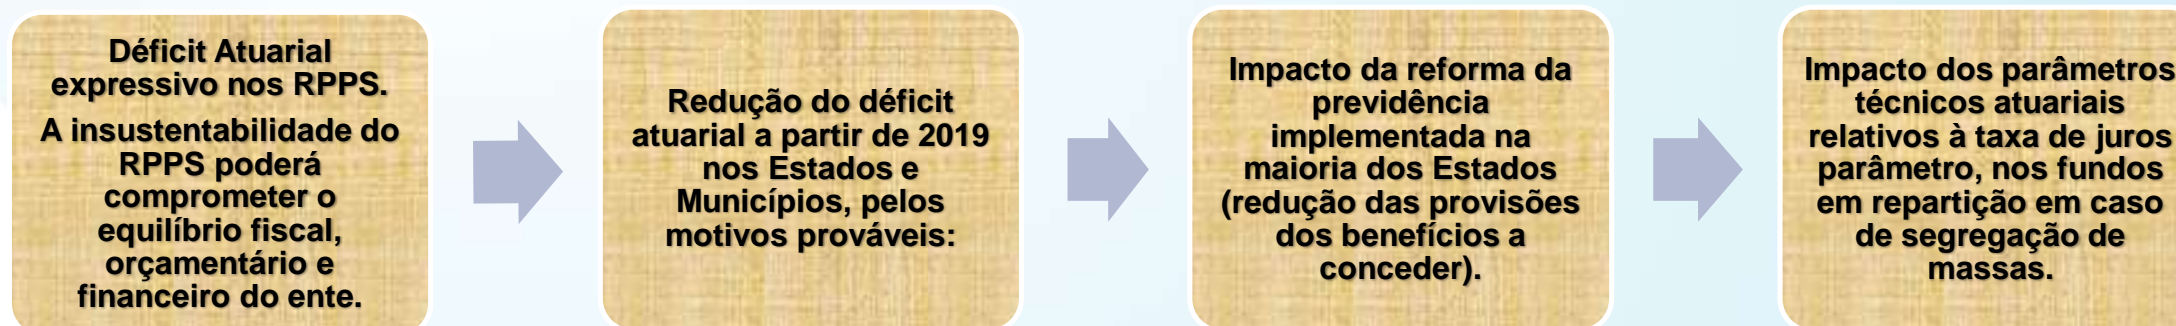 Déficit Atuarial
expressivo nos RPPS.
A insustentabilidade do
RPPS poderá
comprometer o
equilíbrio fiscal,
orçamentário e
financeiro do ente.
Redução do déficit
atuarial a partir de 2019
nos Estados e
Municípios, pelos
motivos prováveis:
Impacto da reforma da
previdência
implementada na
maioria dos Estados
(redução das provisões
dos benefícios a
conceder).
Impacto dos parâmetros
técnicos atuariais
relativos à taxa de juros
parâmetro, nos fundos
em repartição em caso
de segregação de
massas.